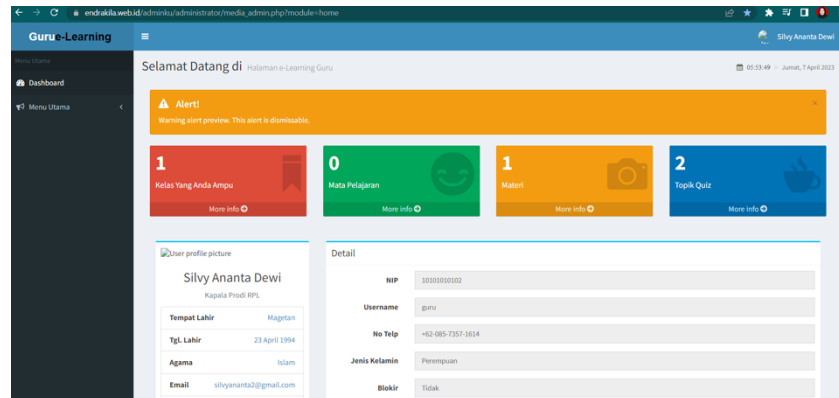 endrakila.web.id/adminku/administrator/media_admin.php?module=home
Gurue-Learning
Silvy Ananta Dewi
Menu Utama
Selamat Datang di Halaman e-Learning Guru
05:53:49 - Jumat, 7 April 2023
Dashboard
Menu Utama
Alert!
Warning alert preview. This alert is dismissable.
1
Kelas Yang Anda Ampu
More info
0
Mata Pelajaran
More info
1
Materi
More info
2
Topik Quiz
More info
User profile picture
Silvy Ananta Dewi
Kapala Prodi RPL
Tempat Lahir Magetan
Tgl. Lahir 23 April 1994
Agama Islam
Email silvyananta2@gmail.com
Detail
NIP 10101010102
Username guru
No Telp +62-085-7357-1614
Jenis Kelamin Perempuan
Blokir Tidak